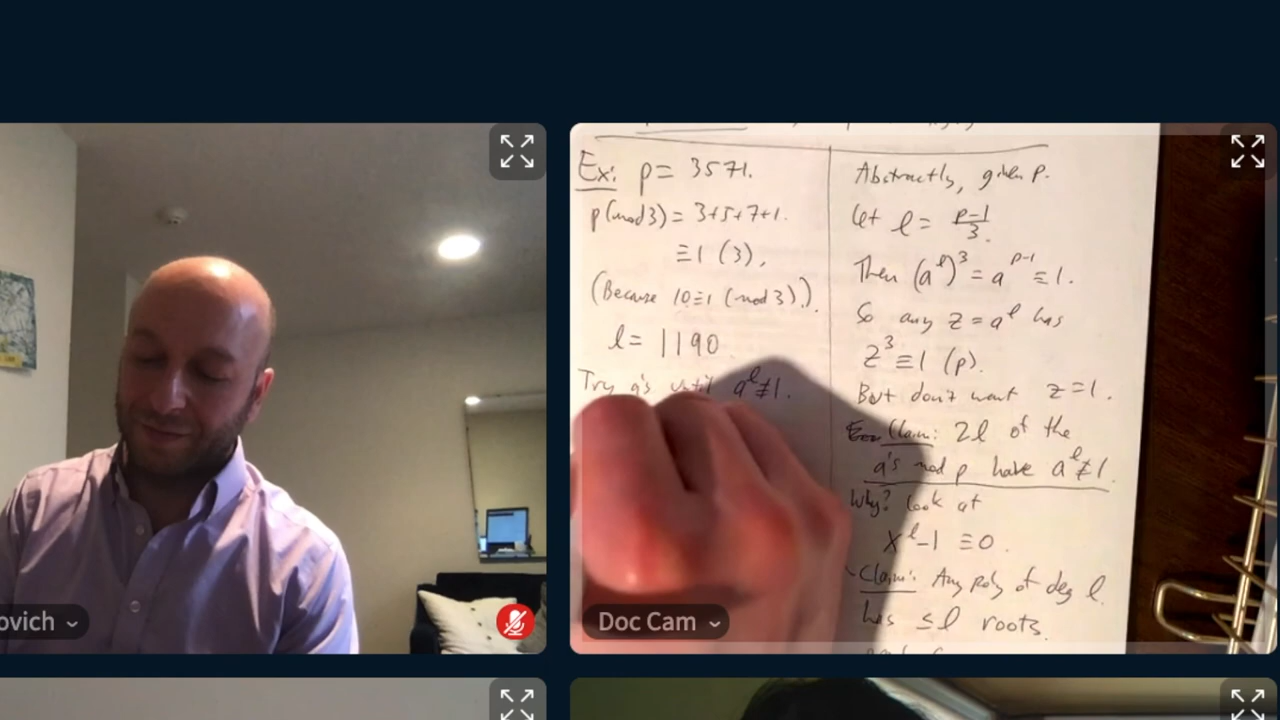 ovich
Doc Cam
Ex: p = 3571.
p(mod 3) = 3+5+7+1.
≡ 1 (3),
(Because 10≡1 (mod 3)).
l = 1190
Try a's until a^l ≢ 1.
Abstractly, given p.
Let l = (p-1)/3.
Then (a^l)^3 = a^(p-1) ≡ 1.
So any z = a^l has
z^3 ≡ 1 (p).
But don't want z = 1.
Claim: 2l of the
a's mod p have a^l ≢ 1.
Why? look at
x^l - 1 ≡ 0.
Claim: Any poly of deg l.
has ≤ l roots.